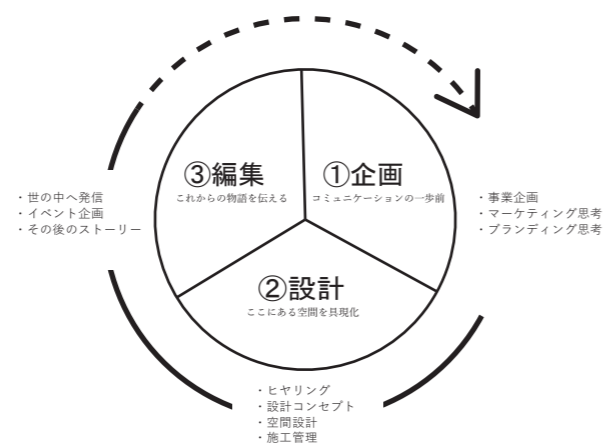 ①企画
コミュニケーションの一歩前
・事業企画
・マーケティング思考
・ブランディング思考
②設計
ここにある空間を具現化
・ヒヤリング
・設計コンセプト
・空間設計
・施工管理
③編集
これからの物語を伝える
・世の中へ発信
・イベント企画
・その後のストーリー